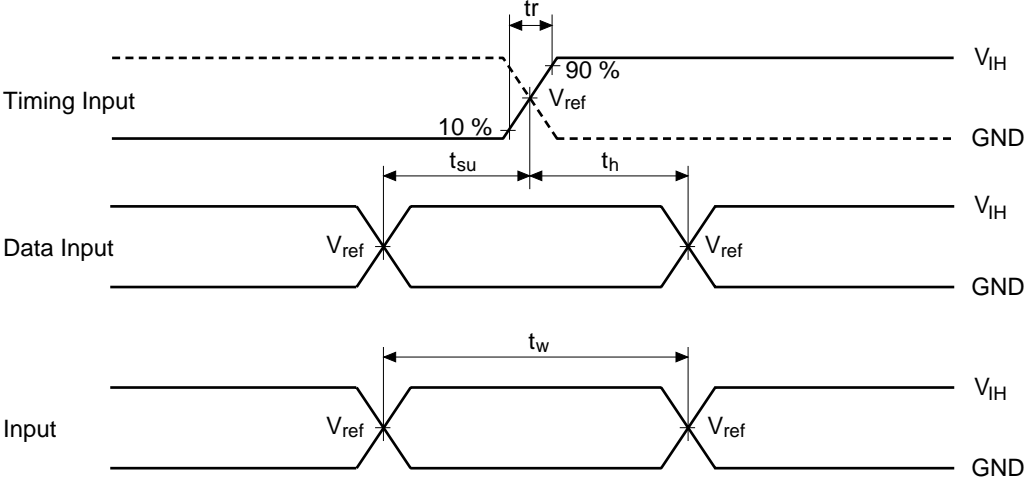 tr
V_IH
90 %
Timing Input
V_ref
10 %
GND
t_su
t_h
V_IH
Data Input
V_ref
V_ref
GND
t_w
V_IH
Input
V_ref
V_ref
GND